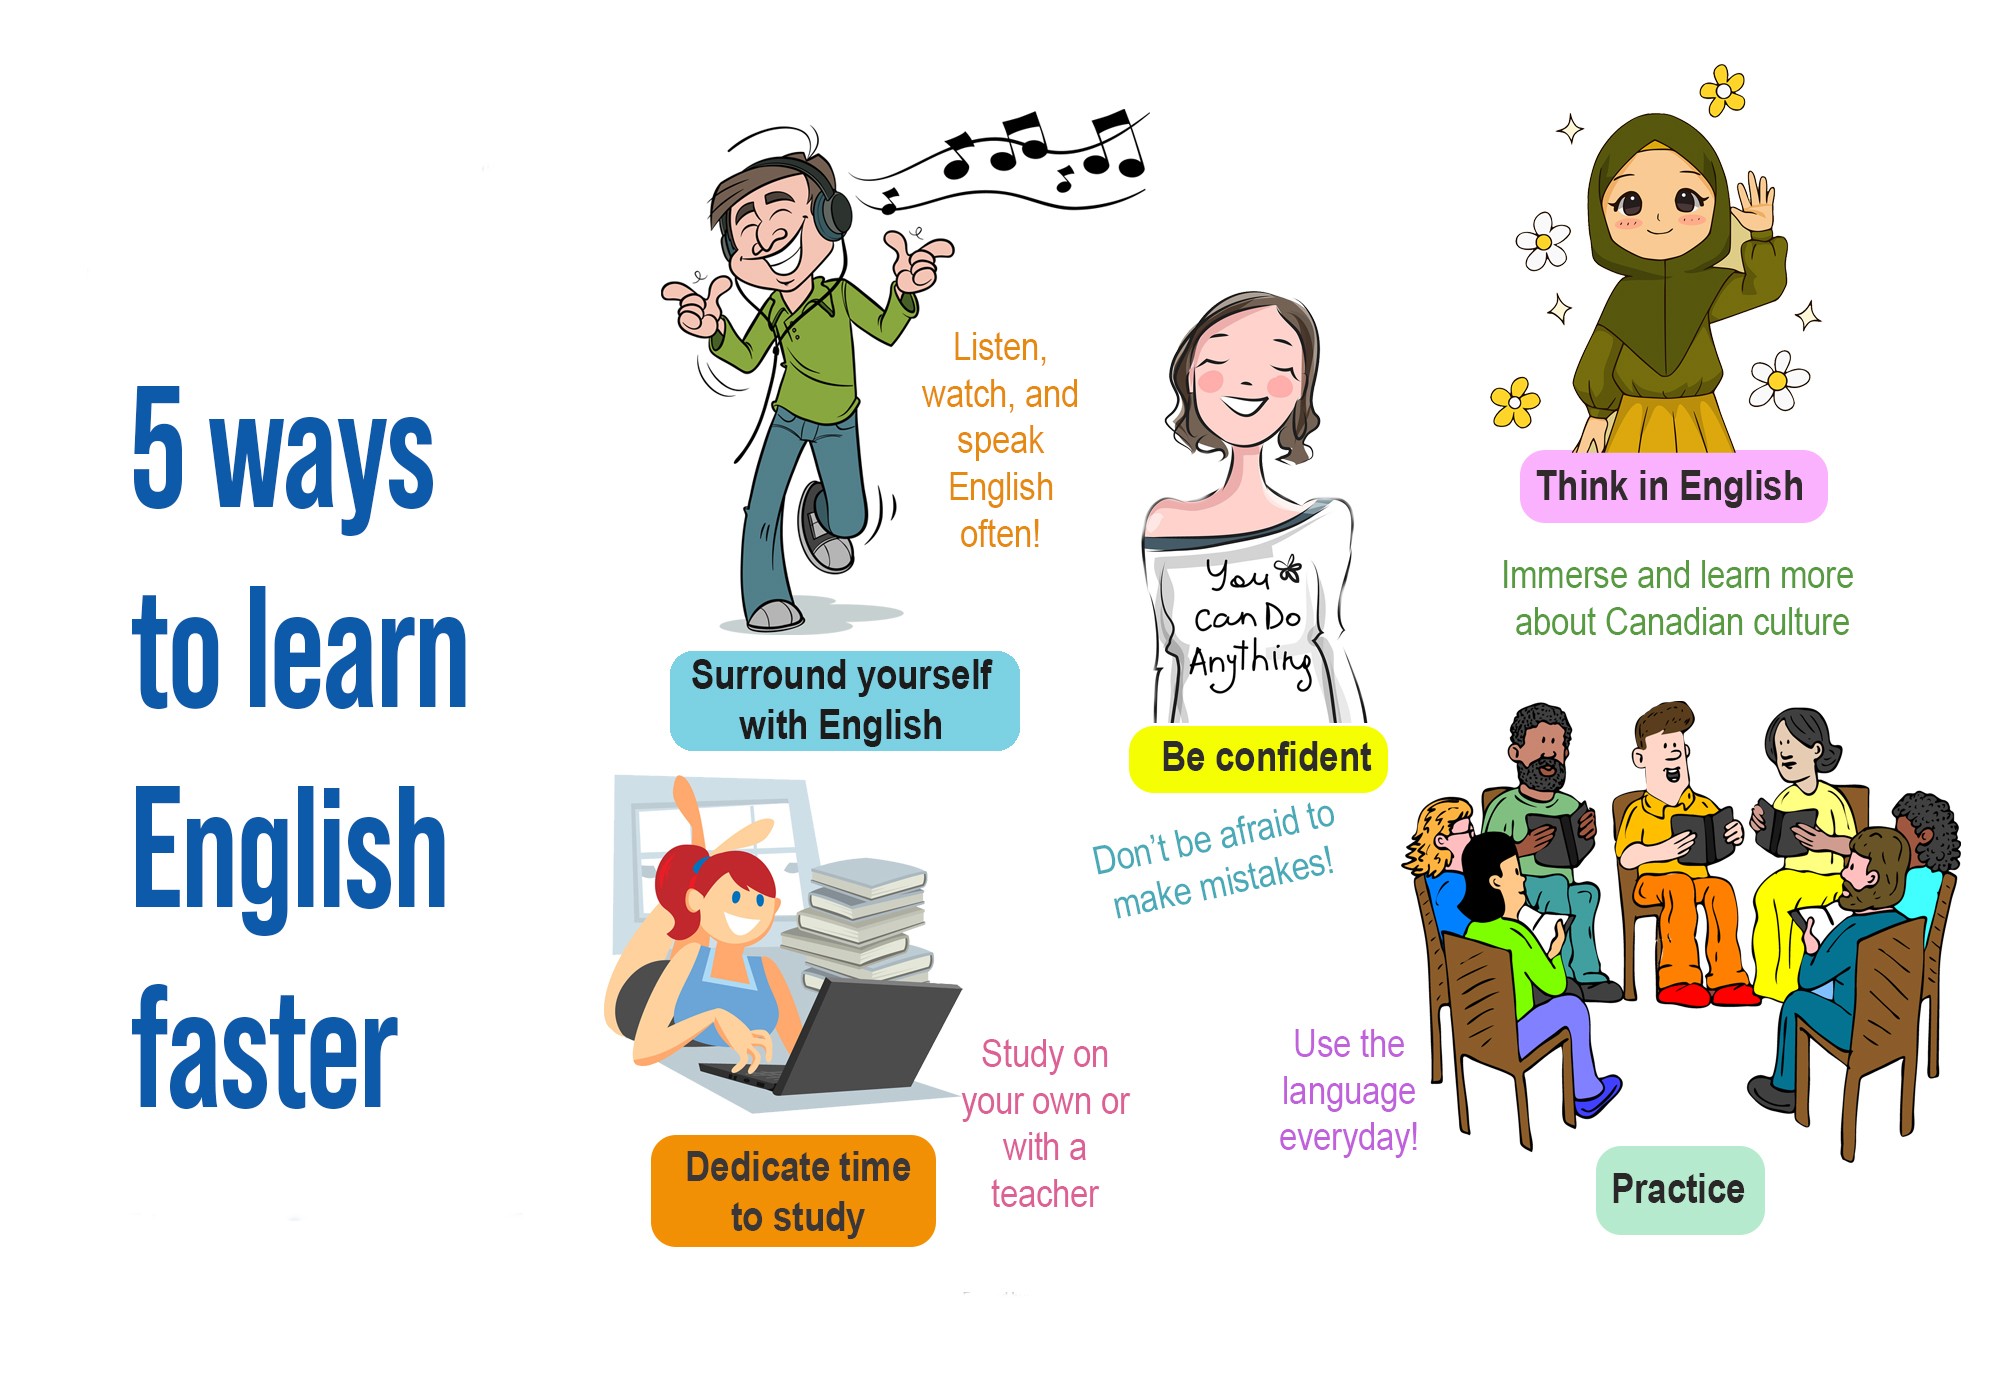 5 ways
to learn
English
faster
Listen,
watch, and
speak
English
often!
Surround yourself
with English
You
Can Do
Anything
Be confident
Don't be afraid to
make mistakes!
Think in English
Immerse and learn more
about Canadian culture
Study on
your own or
with a
teacher
Dedicate time
to study
Use the
language
everyday!
Practice